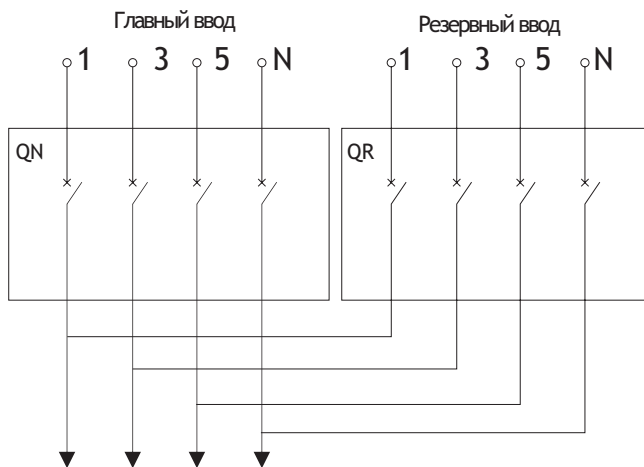 Главный ввод
Резервный ввод
1 3 5 N
1 3 5 N
QN
QR